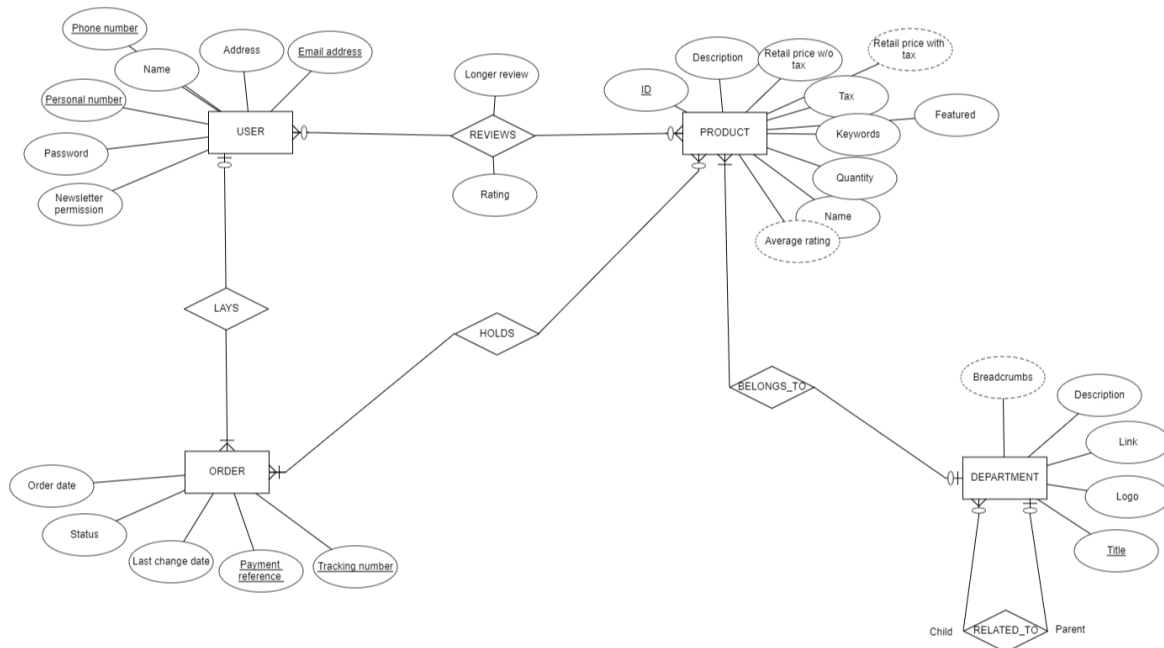 Phone number
Name
Address
Email address
Personal number
USER
Password
Newsletter
permission
Longer review
REVIEWS
Rating
ID
Description
Retail price w/o
tax
Retail price with
tax
Tax
Featured
PRODUCT
Keywords
Quantity
Name
Average rating
LAYS
HOLDS
BELONGS_TO
Breadcrumbs
Description
Link
DEPARTMENT
Logo
Title
ORDER
Order date
Status
Last change date
Payment
reference
Tracking number
Child
RELATED_TO
Parent